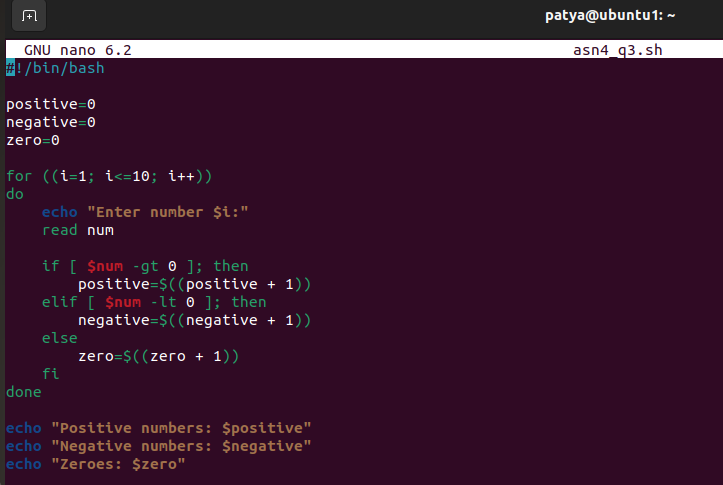 patya@ubuntu1: ~
GNU nano 6.2 asn4_q3.sh
#!/bin/bash

positive=0
negative=0
zero=0

for ((i=1; i<=10; i++))
do
    echo "Enter number $i:"
    read num

    if [ $num -gt 0 ]; then
        positive=$((positive + 1))
    elif [ $num -lt 0 ]; then
        negative=$((negative + 1))
    else
        zero=$((zero + 1))
    fi
done

echo "Positive numbers: $positive"
echo "Negative numbers: $negative"
echo "Zeroes: $zero"